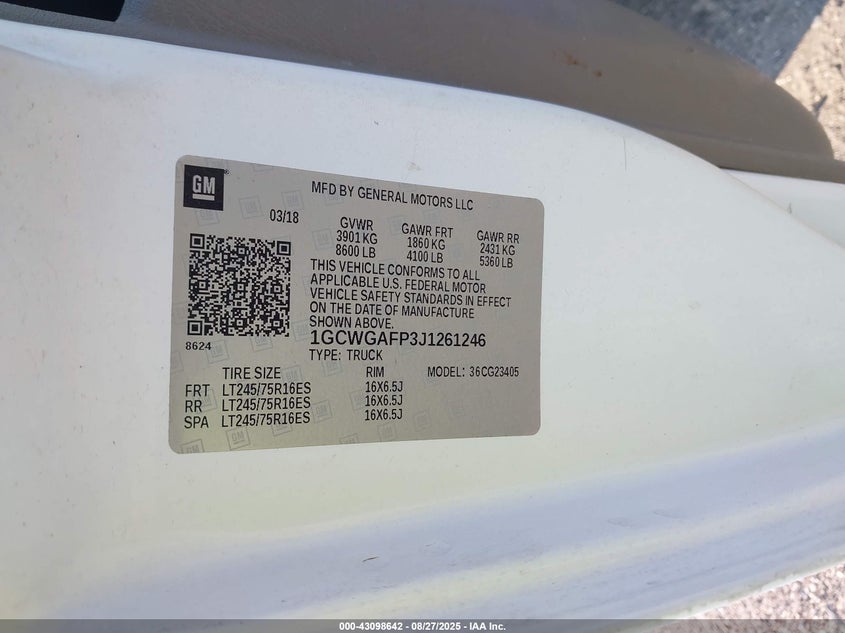 GM
MFD BY GENERAL MOTORS LLC
03/18
GVWR GAWR FRT GAWR RR
3901 KG 1860 KG 2431 KG
8600 LB 4100 LB 5360 LB
THIS VEHICLE CONFORMS TO ALL
APPLICABLE U.S. FEDERAL MOTOR
VEHICLE SAFETY STANDARDS IN EFFECT
ON THE DATE OF MANUFACTURE
SHOWN ABOVE.
8624
1GCWGAFP3J1261246
TYPE: TRUCK
TIRE SIZE RIM MODEL: 36CG23405
FRT LT245/75R16ES 16X6.5J
RR LT245/75R16ES 16X6.5J
SPA LT245/75R16ES 16X6.5J
000-43098642 / 08/27/2025 - IAA Inc.